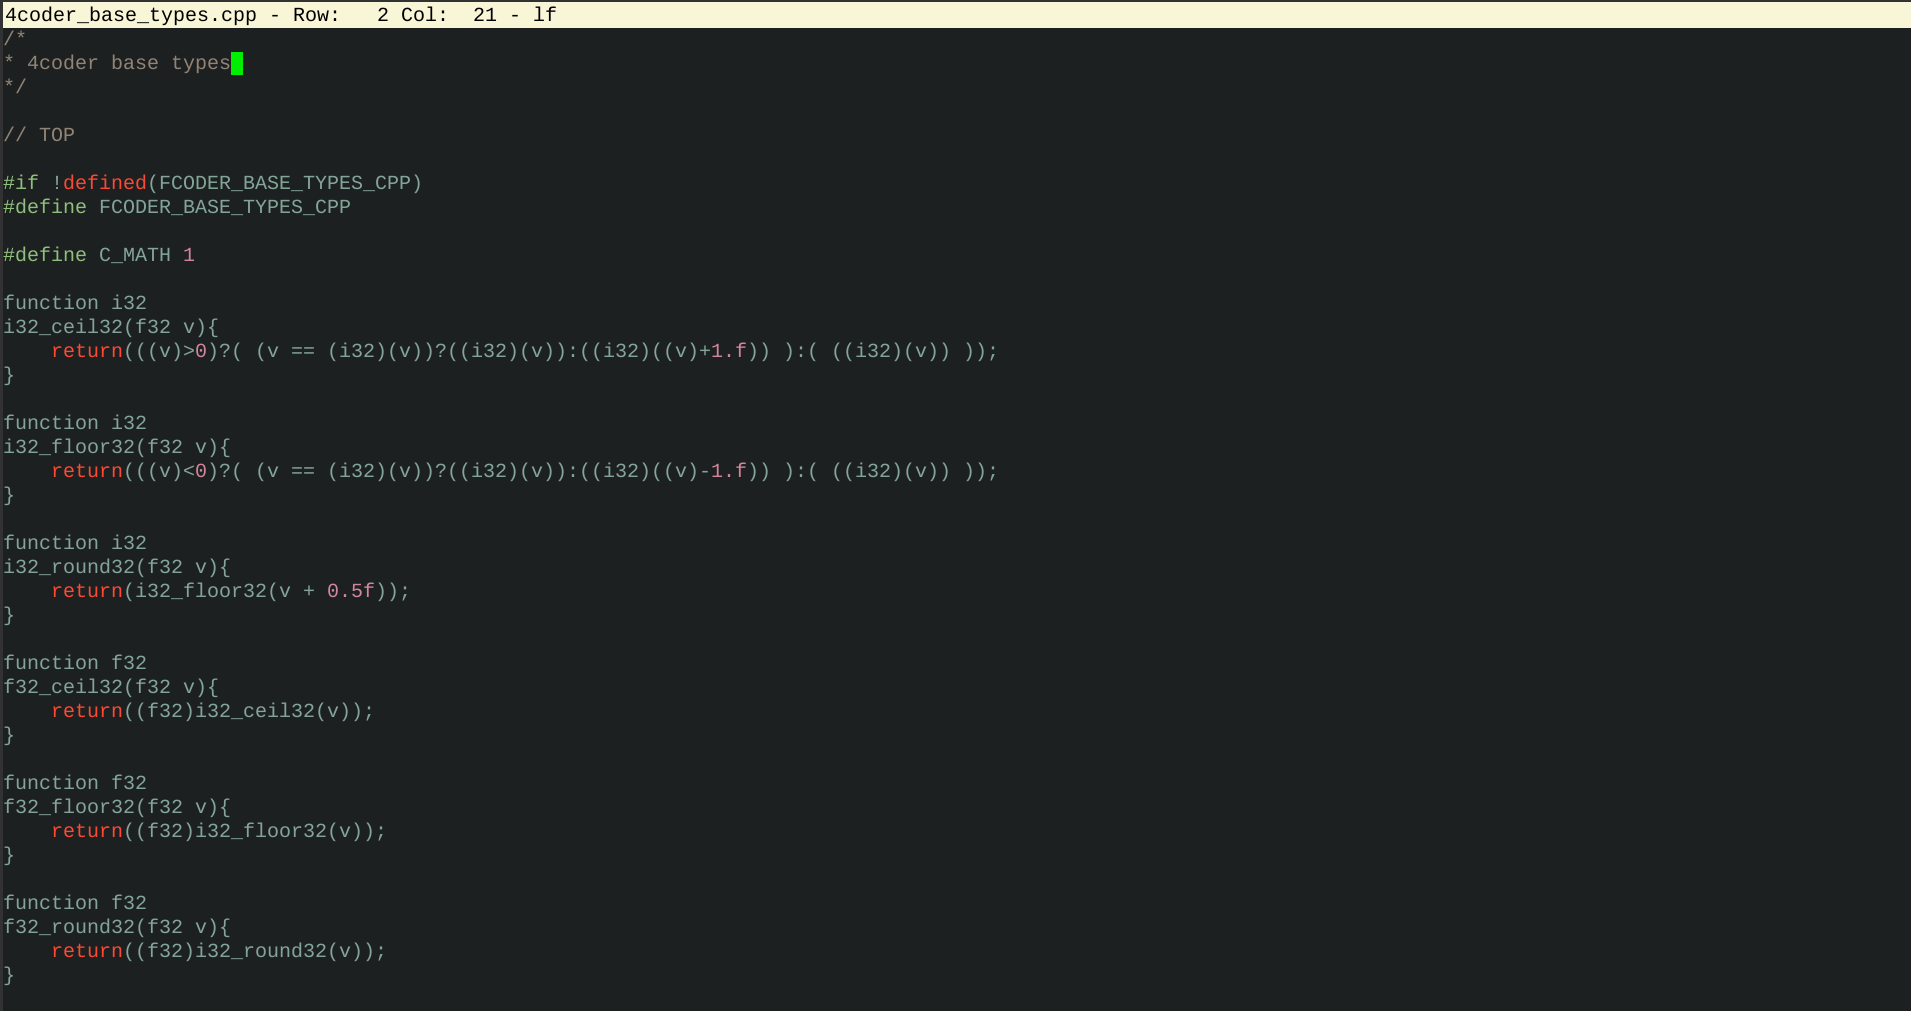 4coder_base_types.cpp - Row:   2 Col:  21 - lf
/*
* 4coder base types
*/

// TOP

#if !defined(FCODER_BASE_TYPES_CPP)
#define FCODER_BASE_TYPES_CPP

#define C_MATH 1

function i32
i32_ceil32(f32 v){
    return(((v)>0)?( (v == (i32)(v))?((i32)(v)):((i32)((v)+1.f)) ):( ((i32)(v)) ));
}

function i32
i32_floor32(f32 v){
    return(((v)<0)?( (v == (i32)(v))?((i32)(v)):((i32)((v)-1.f)) ):( ((i32)(v)) ));
}

function i32
i32_round32(f32 v){
    return(i32_floor32(v + 0.5f));
}

function f32
f32_ceil32(f32 v){
    return((f32)i32_ceil32(v));
}

function f32
f32_floor32(f32 v){
    return((f32)i32_floor32(v));
}

function f32
f32_round32(f32 v){
    return((f32)i32_round32(v));
}